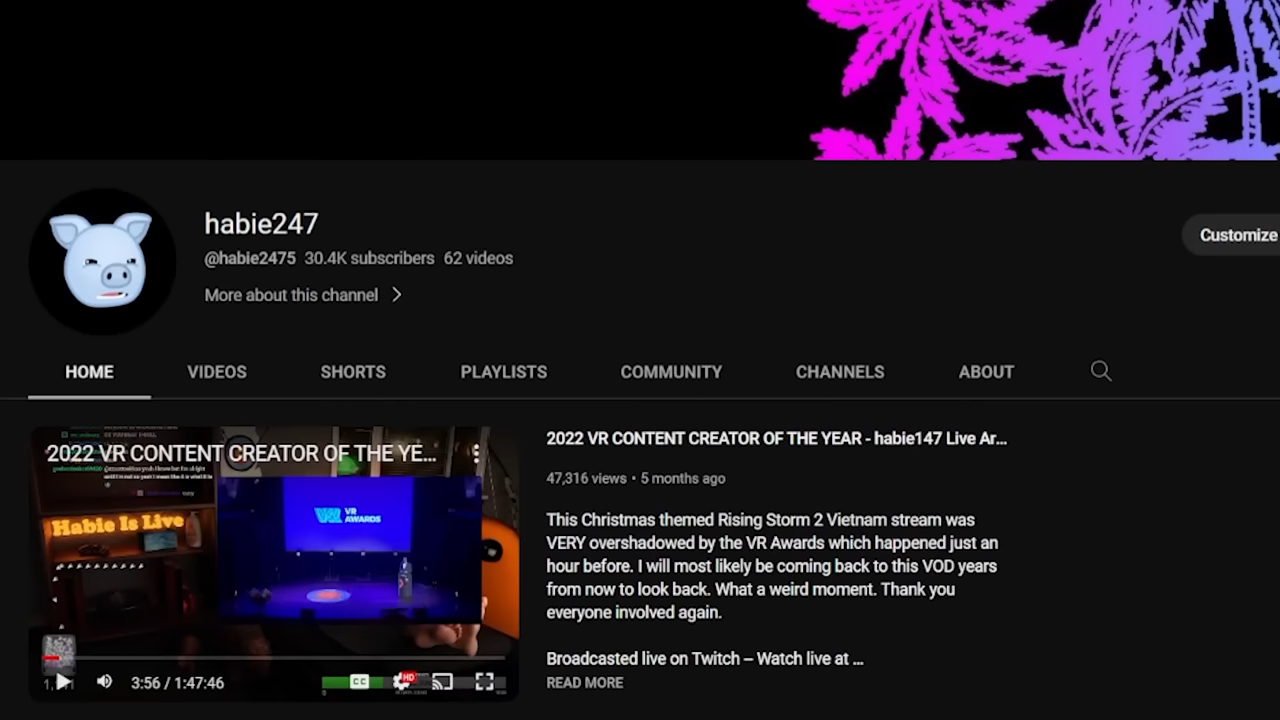 habie247
@habie2475 30.4K subscribers 62 videos
More about this channel
Customize
HOME VIDEOS SHORTS PLAYLISTS COMMUNITY CHANNELS ABOUT
2022 VR CONTENT CREATOR OF THE YE...
Habie Is Live
VR
AWARDS
3:56 / 1:47:46
CC
HD
2022 VR CONTENT CREATOR OF THE YEAR - habie147 Live Ar...
47,316 views • 5 months ago
This Christmas themed Rising Storm 2 Vietnam stream was
VERY overshadowed by the VR Awards which happened just an
hour before. I will most likely be coming back to this VOD years
from now to look back. What a weird moment. Thank you
everyone involved again.
Broadcasted live on Twitch – Watch live at ...
READ MORE